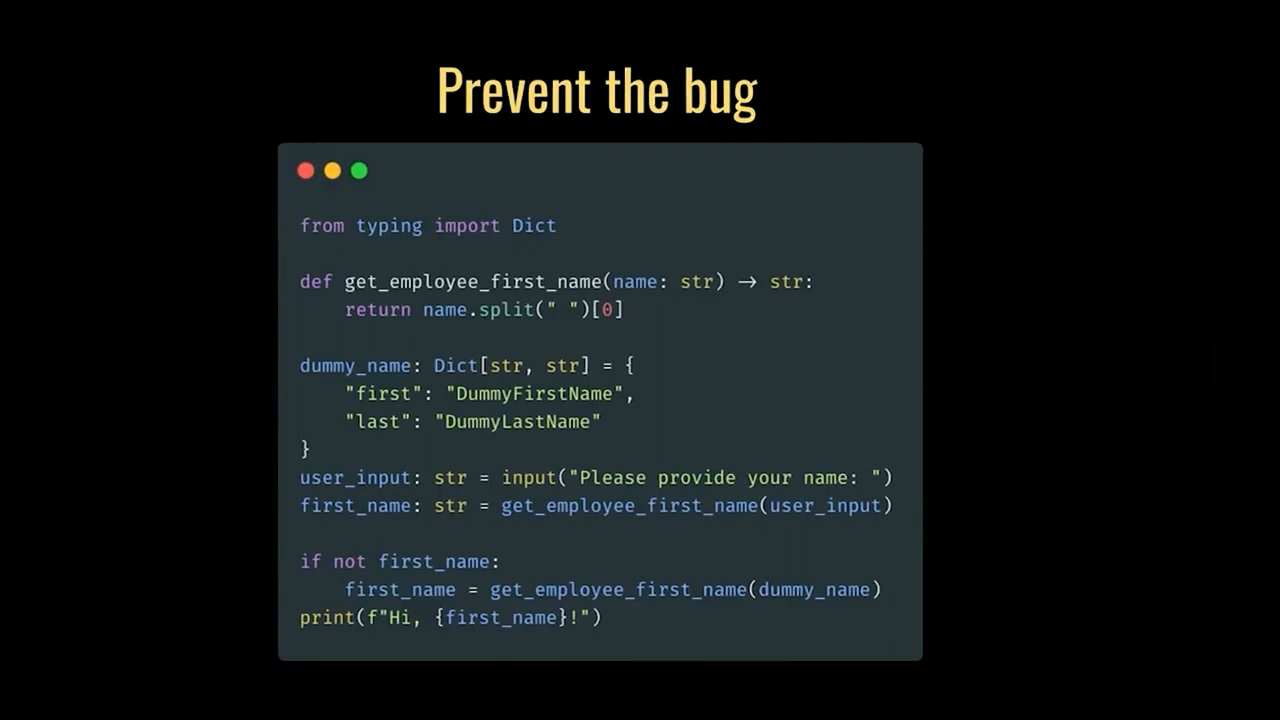 Prevent the bug
from typing import Dict
def get_employee_first_name(name: str) -> str:
    return name.split(" ")[0]
dummy_name: Dict[str, str] = {
    "first": "DummyFirstName",
    "last": "DummyLastName"
}
user_input: str = input("Please provide your name: ")
first_name: str = get_employee_first_name(user_input)
if not first_name:
    first_name = get_employee_first_name(dummy_name)
print(f"Hi, {first_name}!")